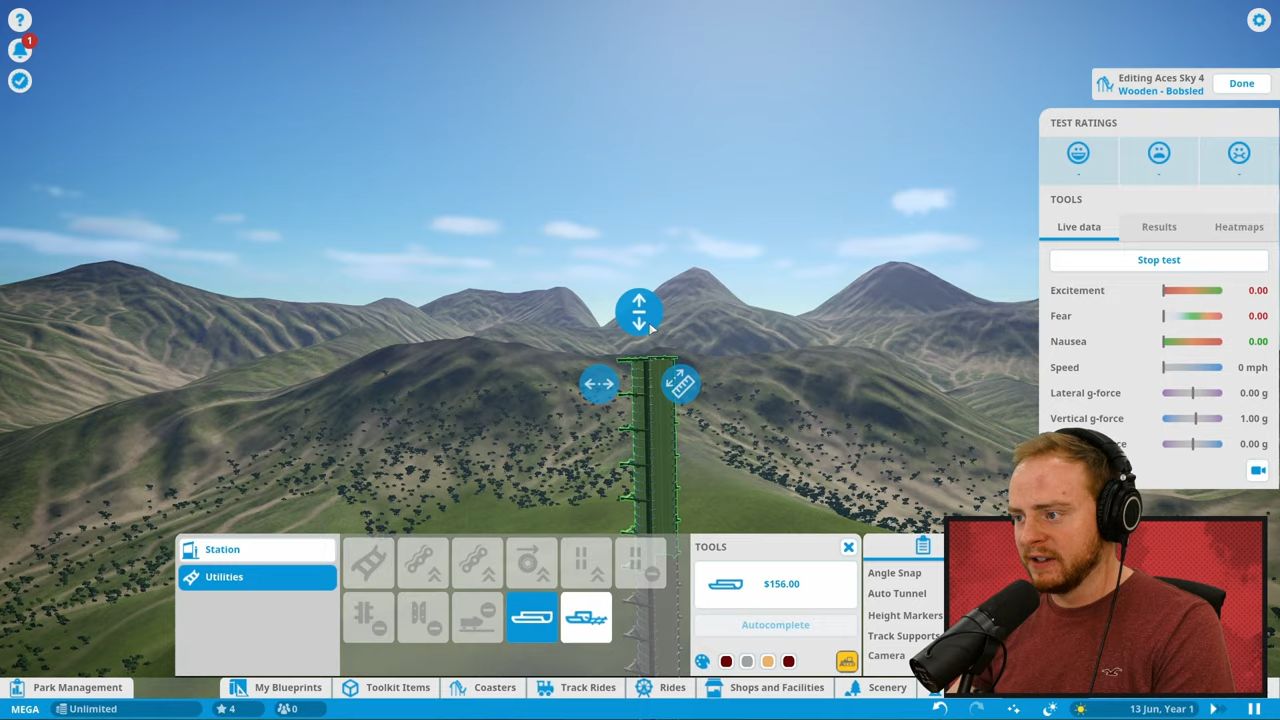 ?
1
Editing Aces Sky 4
Wooden - Bobsled
Done
TEST RATINGS
- - -
TOOLS
Live data Results Heatmaps
Stop test
Excitement 0.00
Fear 0.00
Nausea 0.00
Speed 0 mph
Lateral g-force 0.00 g
Vertical g-force 1.00 g
0.00 g
Station
Utilities
TOOLS
$156.00
Autocomplete
Angle Snap
Auto Tunnel
Height Markers
Track Supports
Camera
Park Management
My Blueprints
Toolkit Items
Coasters
Track Rides
Rides
Shops and Facilities
Scenery
MEGA Unlimited 4 0 13 Jun, Year 1